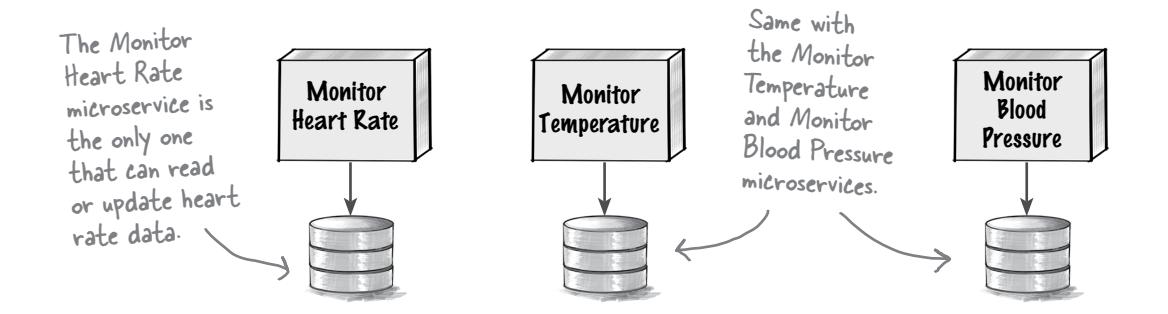 The Monitor
Heart Rate
microservice is
the only one
that can read
or update heart
rate data.
Monitor
Heart Rate
Monitor
Temperature
Same with
the Monitor
Temperature
and Monitor
Blood Pressure
microservices.
Monitor
Blood
Pressure